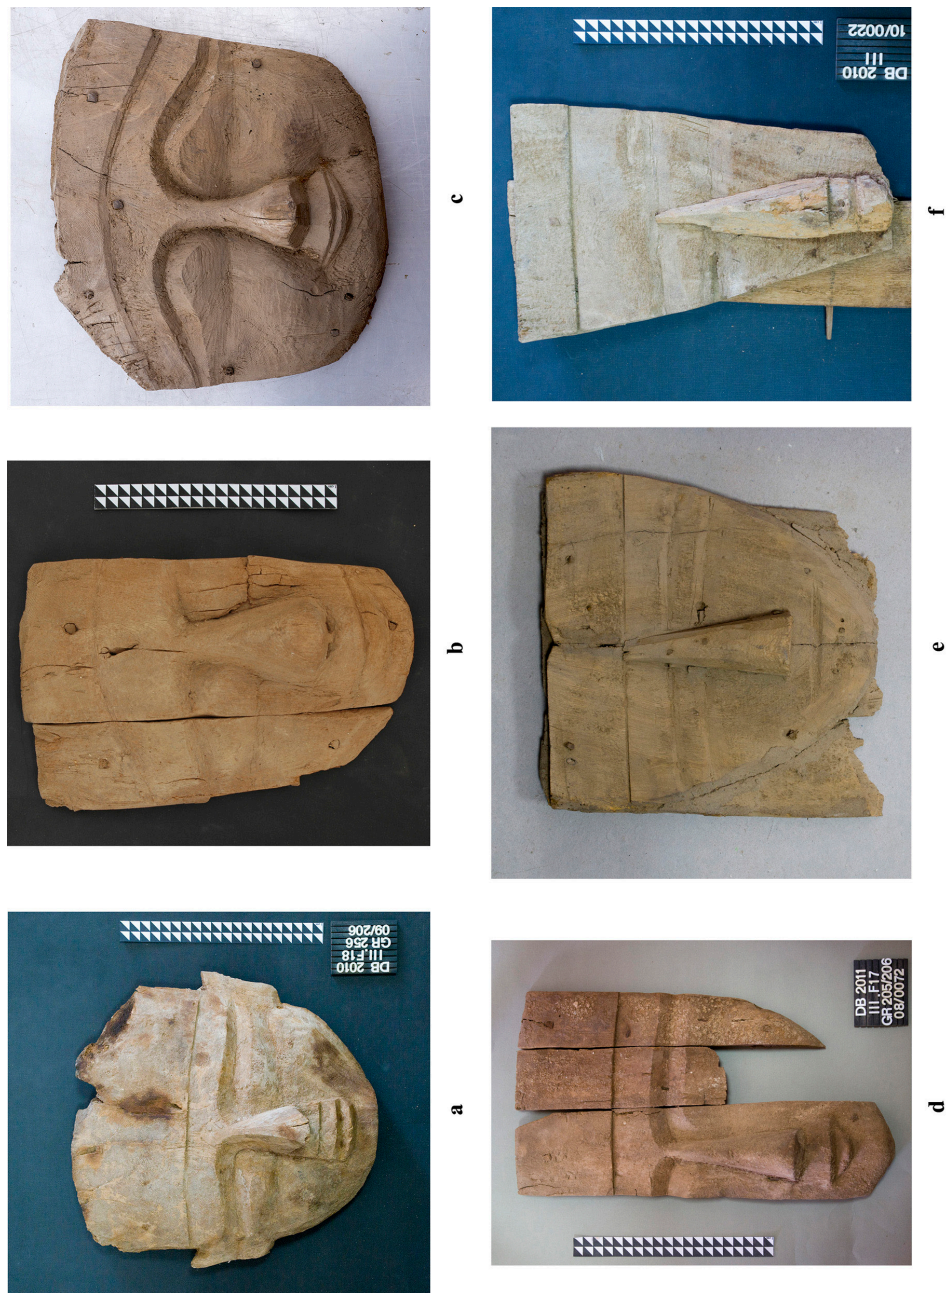 c
10/0022
III
DB 2010
f
b
e
DB 2010
III.F18
GR 256
09/206
a
DB 2011
III.F17
GR 205/206
08/0072
d